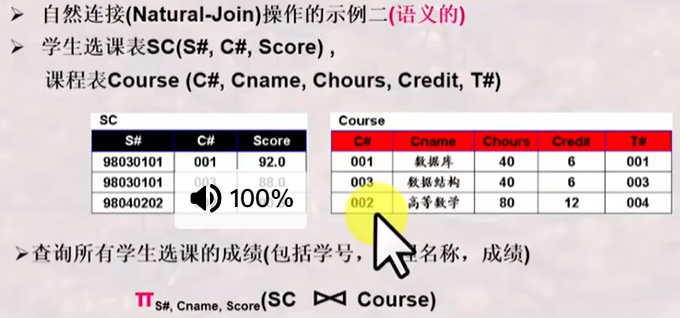 自然连接(Natural-Join)操作的示例二(语义的)
学生选课表SC(S#, C#, Score)，
课程表Course (C#, Cname, Chours, Credit, T#)
SC
S# C# Score
98030101 001 92.0
98030101 003 88.0
98040202
Course
C# Cname Chours Credit T#
001 数据库 40 6 001
003 数据结构 40 6 003
002 高等数学 80 12 004
100%
查询所有学生选课的成绩(包括学号，程名称，成绩)
π S#, Cname, Score(SC ⋈ Course)